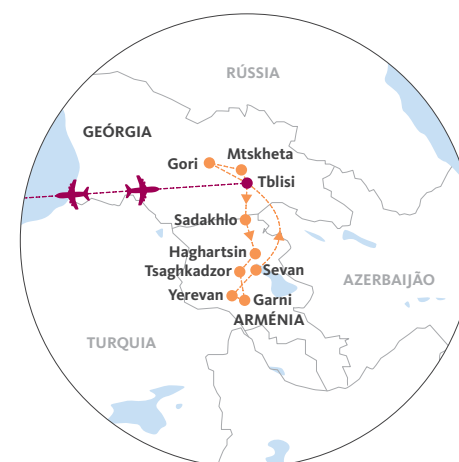 RÚSSIA
GEÓRGIA
Mtskheta
Gori
Tblisi
Sadakhlo
Haghartsin
Tsaghkadzor
Sevan
AZERBAIJÃO
Yerevan
Garni
ARMÉNIA
TURQUIA